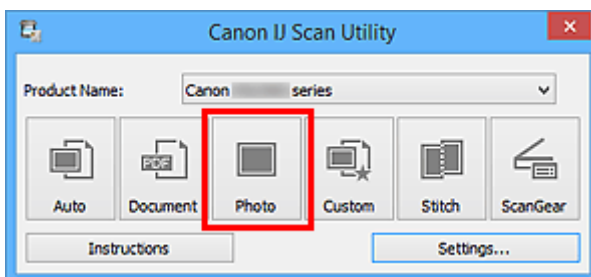 Canon IJ Scan Utility
Product Name: Canon series
PDF
Auto Document Photo Custom Stitch ScanGear
Instructions Settings...